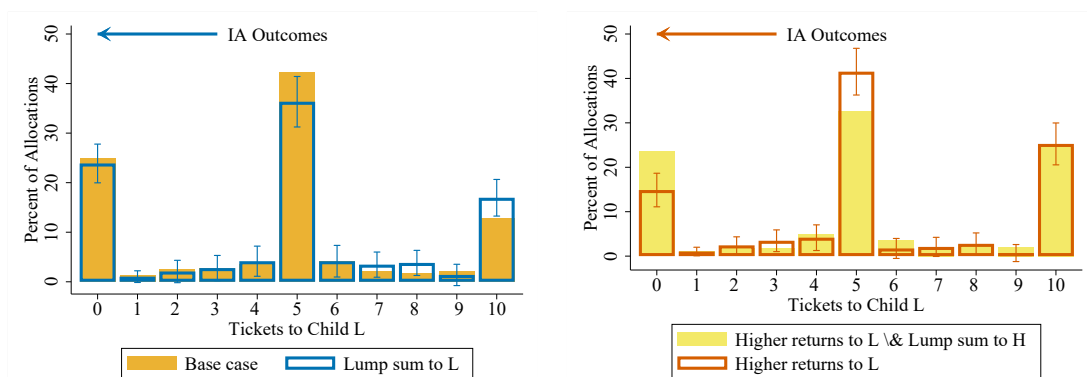 IA Outcomes
50
40
30
20
10
0
Percent of Allocations
0 1 2 3 4 5 6 7 8 9 10
Tickets to Child L
Base case Lump sum to L
IA Outcomes
50
40
30
20
10
0
Percent of Allocations
0 1 2 3 4 5 6 7 8 9 10
Tickets to Child L
Higher returns to L \& Lump sum to H
Higher returns to L